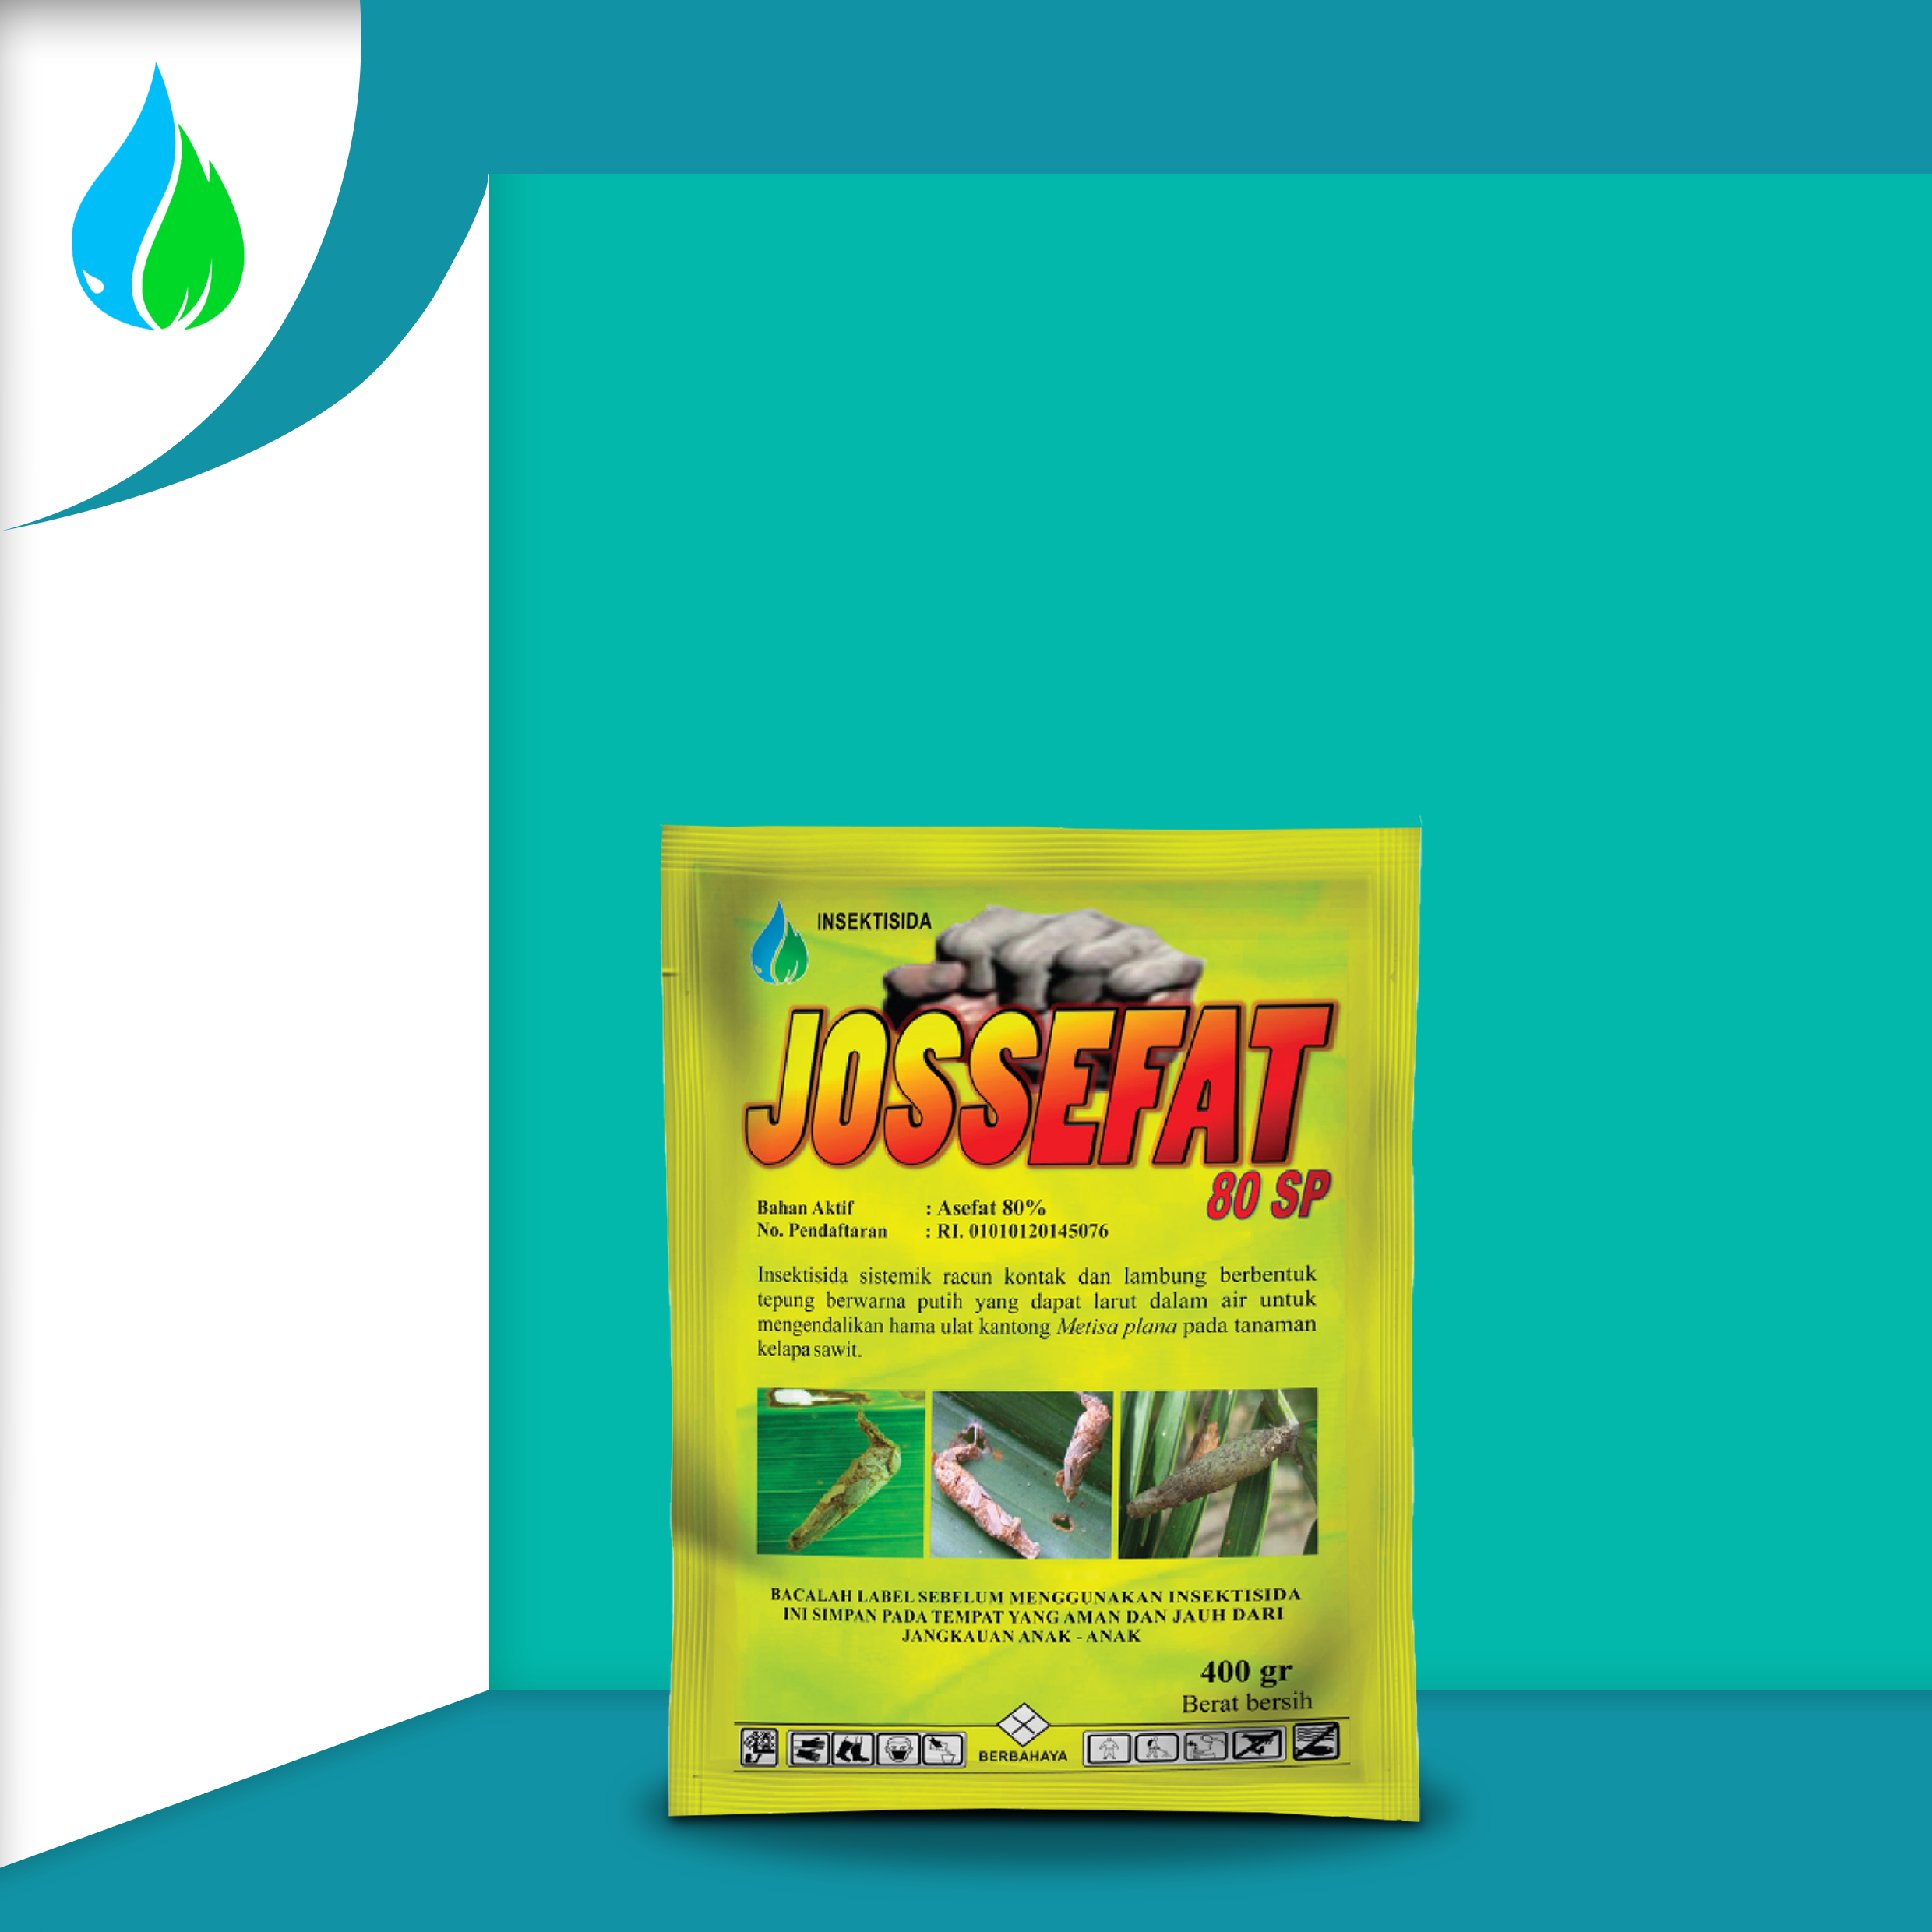 INSEKTISIDA
JOSSEFAT
80 SP
Bahan Aktif : Asefat 80%
No. Pendaftaran : RI. 01010120145076
Insektisida sistemik racun kontak dan lambung berbentuk
tepung berwarna putih yang dapat larut dalam air untuk
mengendalikan hama ulat kantong Metisa plana pada tanaman
kelapa sawit.
BACALAH LABEL SEBELUM MENGGUNAKAN INSEKTISIDA
INI SIMPAN PADA TEMPAT YANG AMAN DAN JAUH DARI
JANGKAUAN ANAK - ANAK
400 gr
Berat bersih
BERBAHAYA